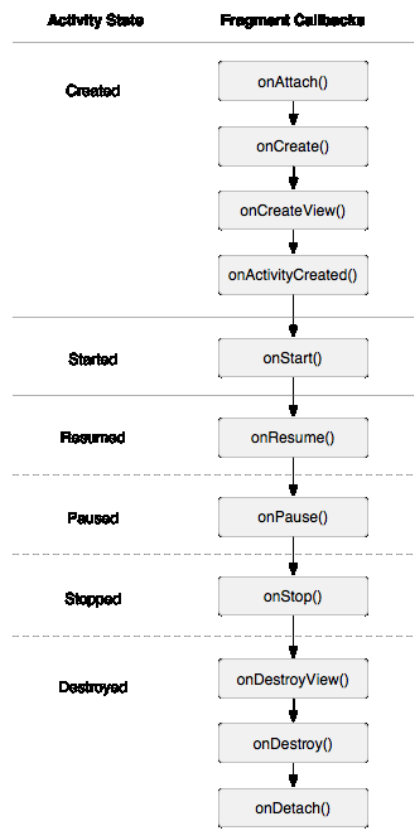 Activity State Fragment Callbacks
Created
onAttach()
onCreate()
onCreateView()
onActivityCreated()
Started
onStart()
Resumed
onResume()
Paused
onPause()
Stopped
onStop()
Destroyed
onDestroyView()
onDestroy()
onDetach()